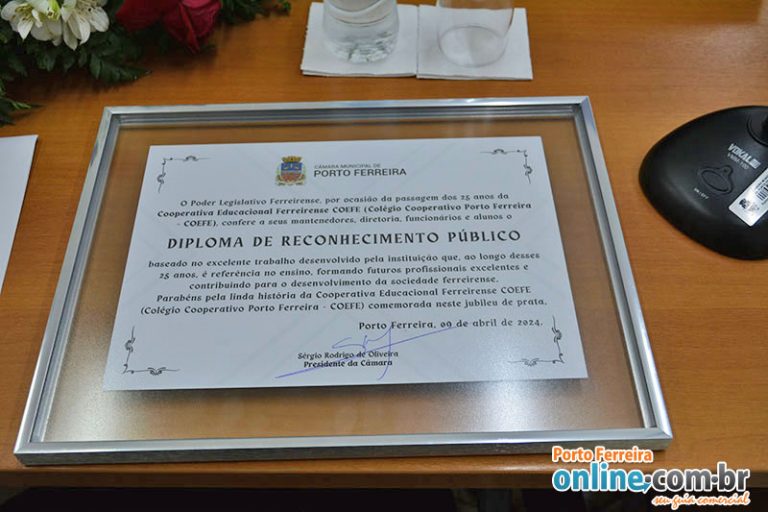 CÂMARA MUNICIPAL DE
PORTO FERREIRA
O Poder Legislativo Ferreirense, por ocasião da passagem dos 25 anos da
Cooperativa Educacional Ferreirense COEFE (Colégio Cooperativo Porto Ferreira
- COEFE), confere a seus mantenedores, diretoria, funcionários e alunos o
DIPLOMA DE RECONHECIMENTO PÚBLICO
baseado no excelente trabalho desenvolvido pela instituição que, ao longo desses
25 anos, é referência no ensino, formando futuros profissionais excelentes e
contribuindo para o desenvolvimento da sociedade ferreirense.
Parabéns pela linda história da Cooperativa Educacional Ferreirense COEFE
(Colégio Cooperativo Porto Ferreira - COEFE) comemorada neste jubileu de prata.
Porto Ferreira, 09 de abril de 2024.
Sérgio Rodrigo de Oliveira
Presidente da Câmara
VOKAL
Porto Ferreira
online.com.br
seu guia comercial